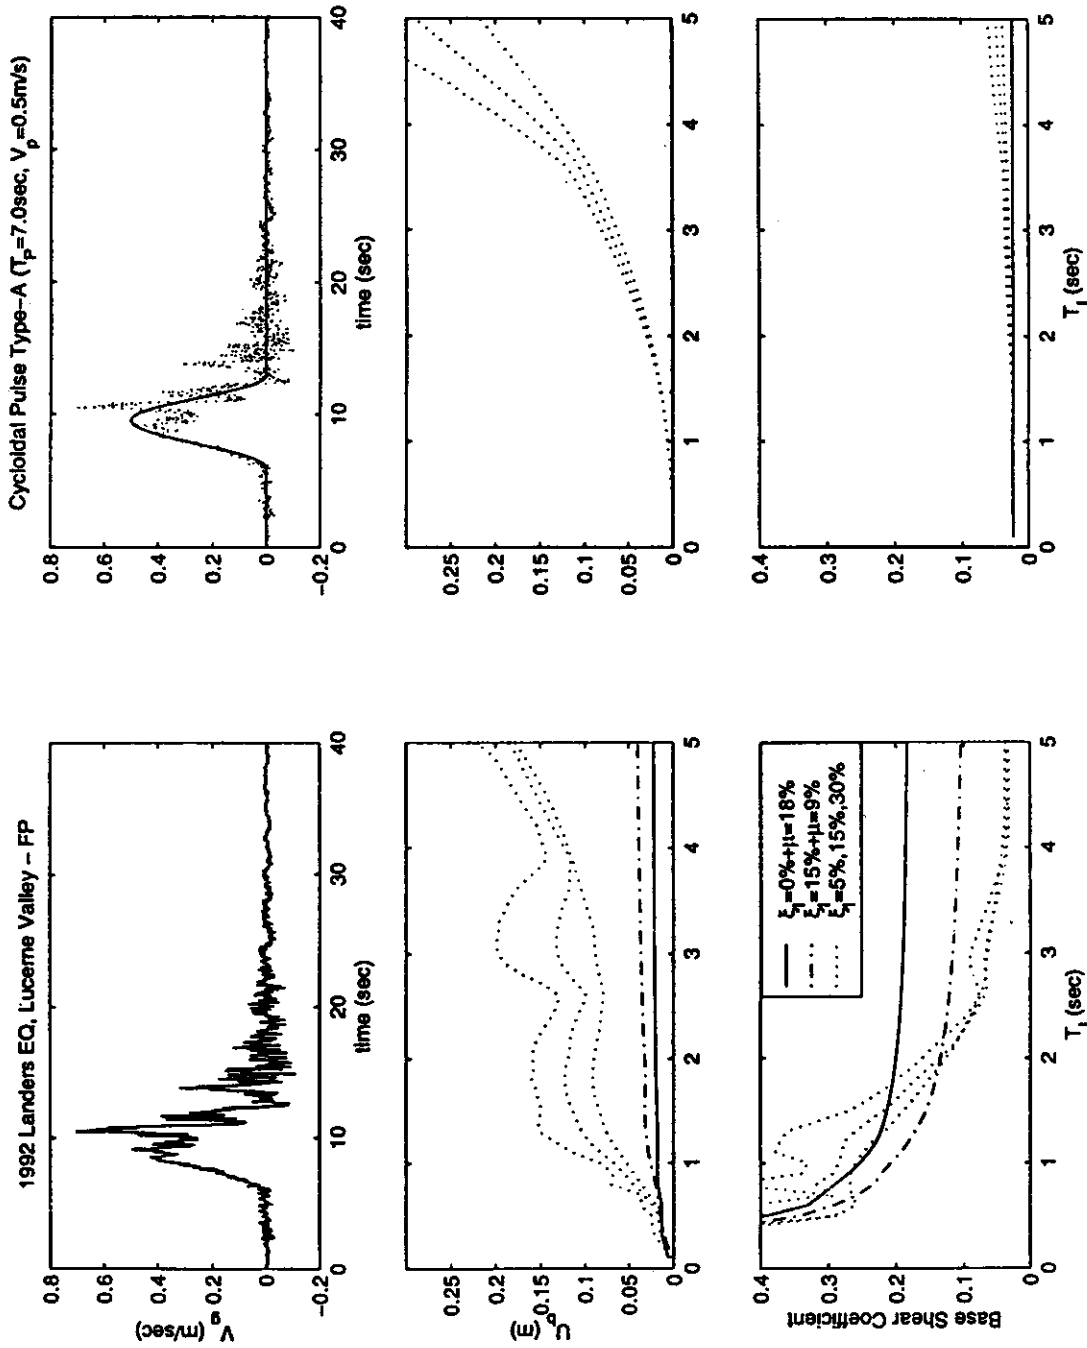 1992 Landers EQ, Lucerne Valley – FP
V_g (m/sec)
0.8
0.6
0.4
0.2
0
−0.2
0 10 20 30 40
time (sec)
U_b (m)
0.25
0.2
0.15
0.1
0.05
0
0 1 2 3 4 5
Base Shear Coefficient
0.4
0.3
0.2
0.1
0
ξ_I=0%+μ=18%
ξ_I=15%+μ=9%
ξ_I=5%,15%,30%
0 1 2 3 4 5
T_I (sec)
Cycloidal Pulse Type–A (T_P=7.0sec, V_p=0.5m/s)
0.8
0.6
0.4
0.2
0
−0.2
0 10 20 30 40
time (sec)
0.25
0.2
0.15
0.1
0.05
0
0 1 2 3 4 5
0.4
0.3
0.2
0.1
0
0 1 2 3 4 5
T_I (sec)